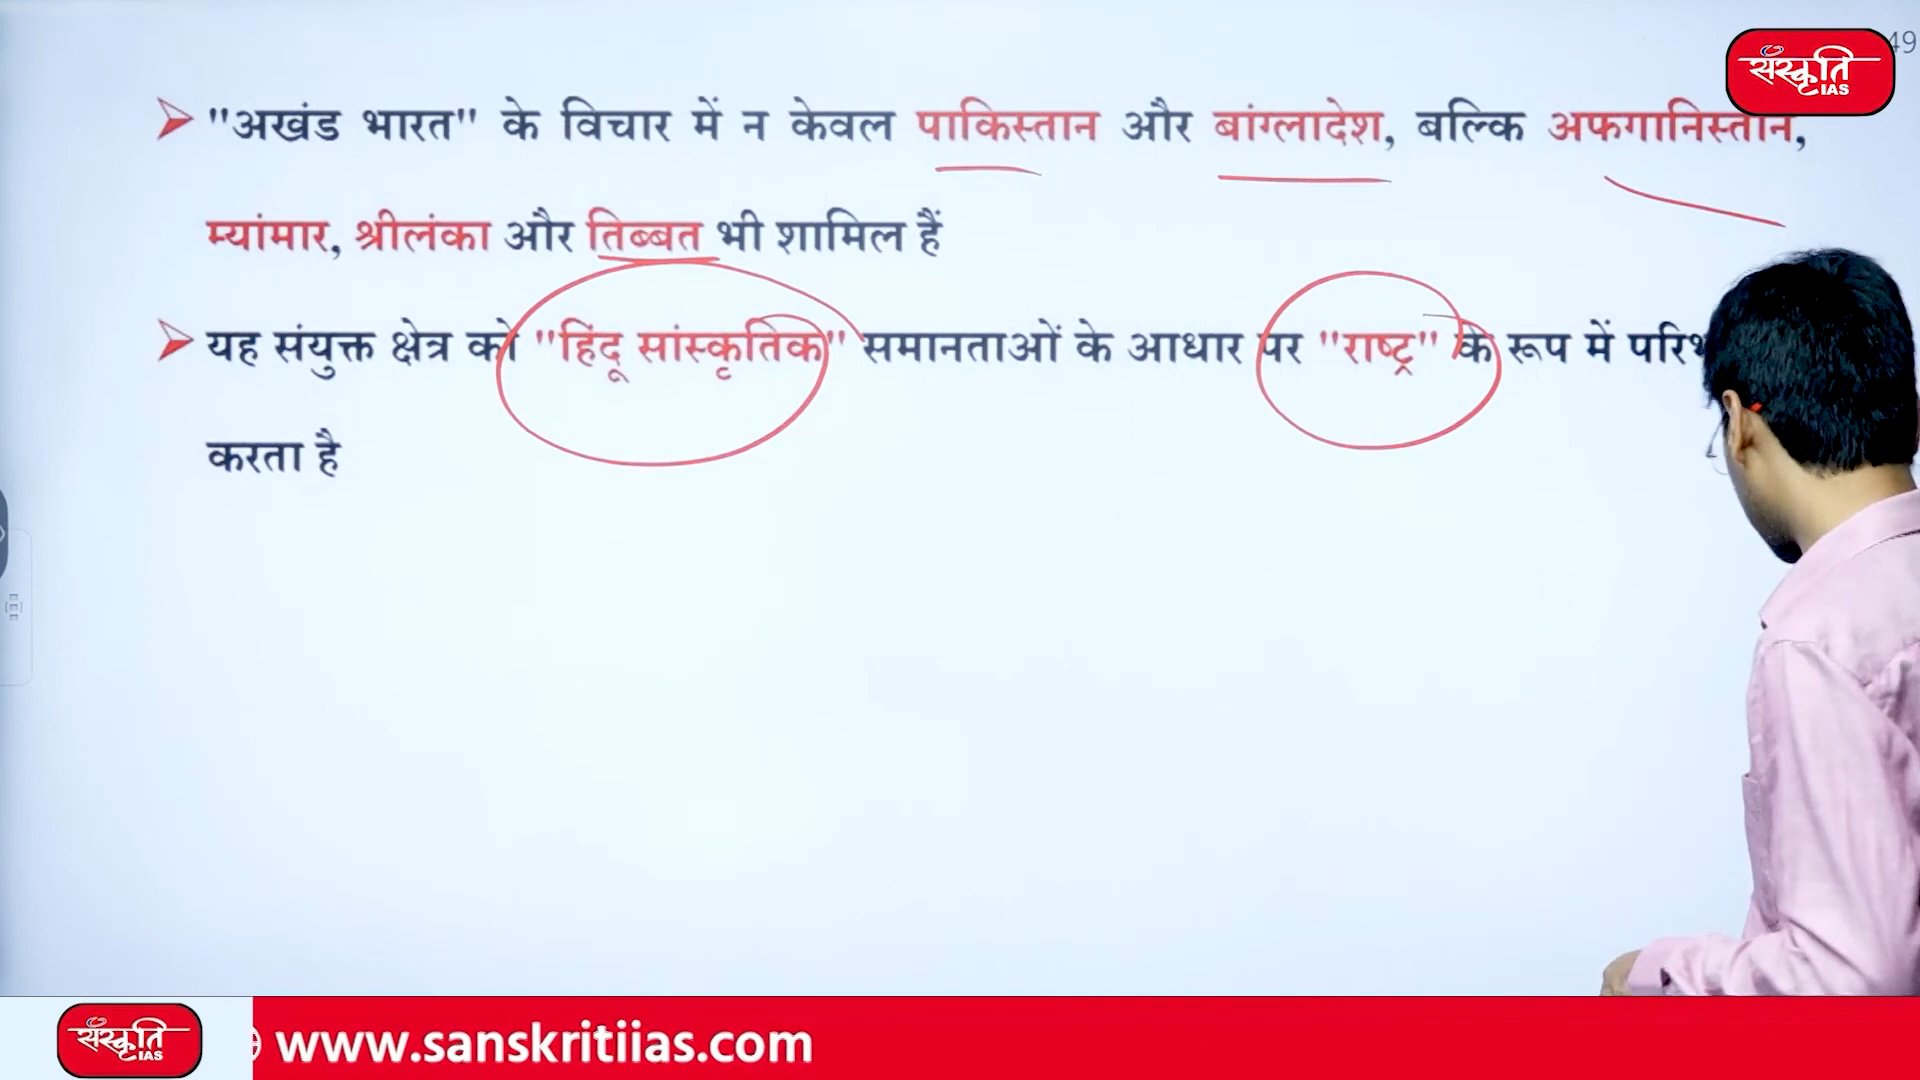 49
संस्कृति
IAS
"अखंड भारत" के विचार में न केवल पाकिस्तान और बांग्लादेश, बल्कि अफगानिस्तान,
म्यांमार, श्रीलंका और तिब्बत भी शामिल हैं
यह संयुक्त क्षेत्र को "हिंदू सांस्कृतिक" समानताओं के आधार पर "राष्ट्र" के रूप में
करता है
संस्कृति
IAS
www.sanskritiias.com